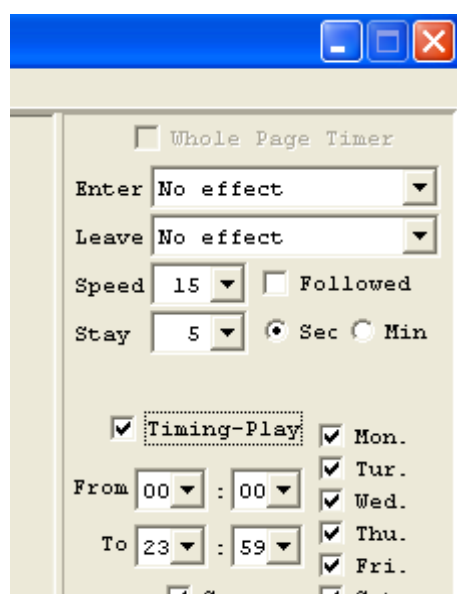 Whole Page Timer
Enter No effect
Leave No effect
Speed 15 Followed
Stay 5 Sec Min
Timing-Play Mon.
Tur.
From 00 : 00 Wed.
To 23 : 59 Thu.
Fri.